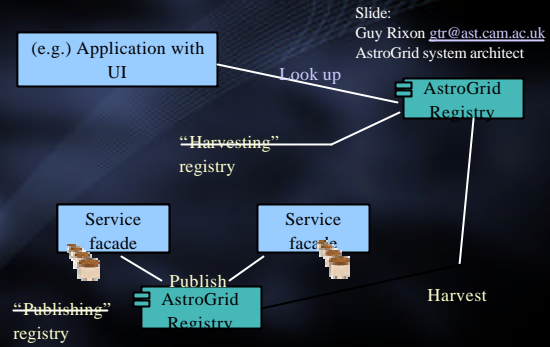 Slide:
Guy Rixon gtr@ast.cam.ac.uk
AstroGrid system architect
(e.g.) Application with
UI
Look up
AstroGrid
Registry
“Harvesting”
registry
Service
facade
Service
facade
Publish
AstroGrid
Registry
Harvest
“Publishing”
registry